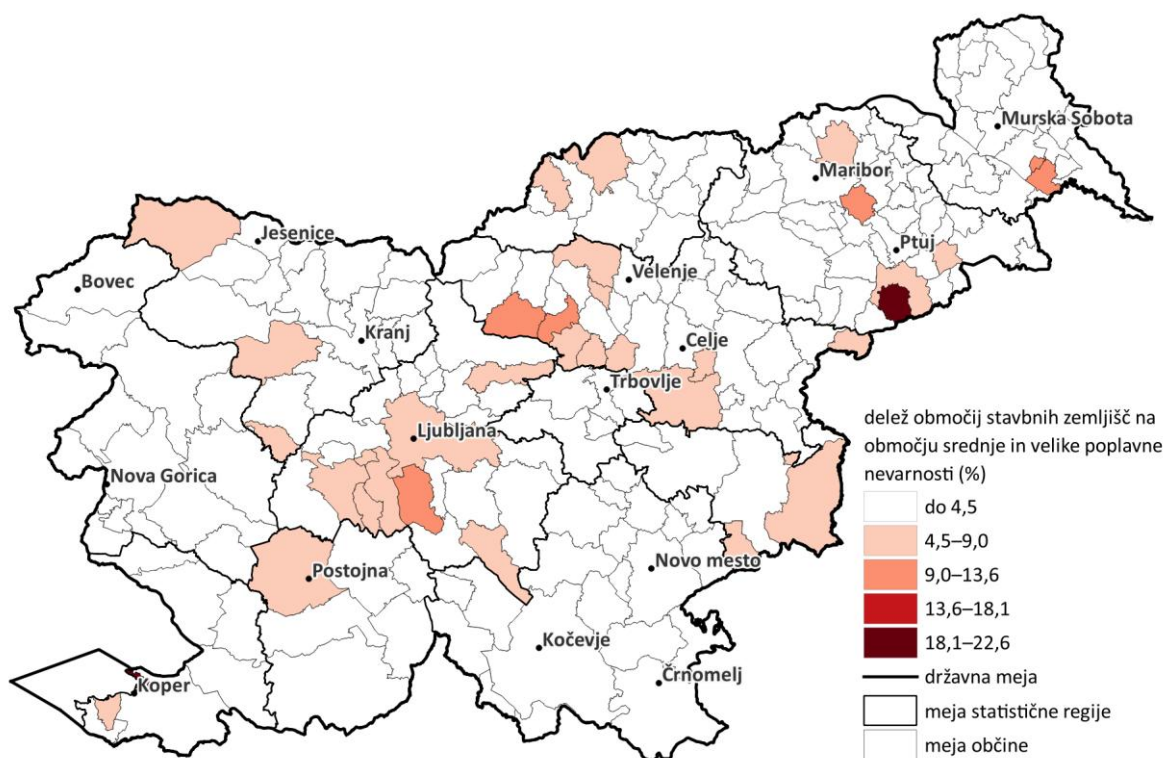 Murska Sobota
Maribor
Jesenice
Ptuj
Bovec
Velenje
Kranj
Celje
Trbovlje
Ljubljana
Nova Gorica
Postojna
Novo mesto
Kočevje
Koper
Črnomelj
delež območij stavbnih zemljišč na
območju srednje in velike poplavne
nevarnosti (%)
do 4,5
4,5–9,0
9,0–13,6
13,6–18,1
18,1–22,6
državna meja
meja statistične regije
meja občine